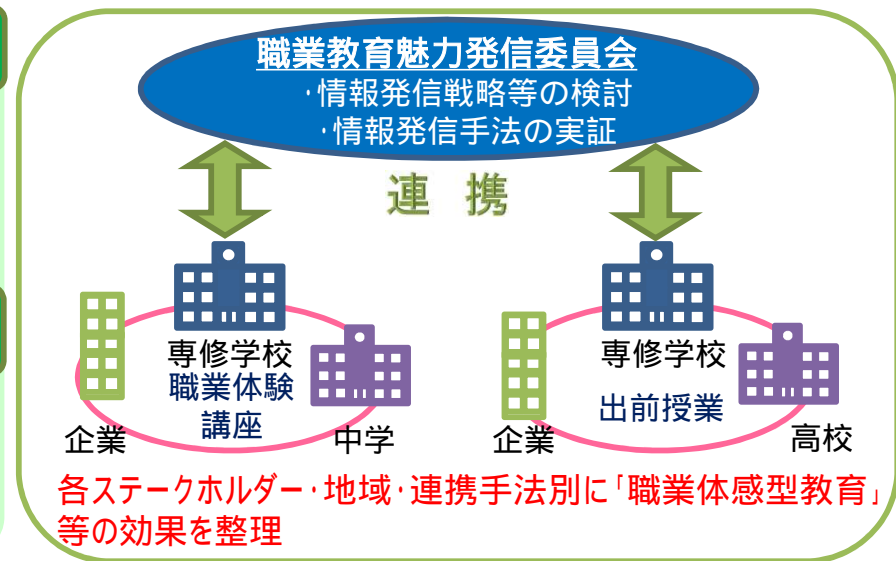 職業教育魅力発信委員会
･情報発信戦略等の検討
･情報発信手法の実証
連 携
専修学校
職業体験
講座
企業
中学
専修学校
出前授業
企業
高校
各ステークホルダー･地域･連携手法別に｢職業体感型教育｣
等の効果を整理